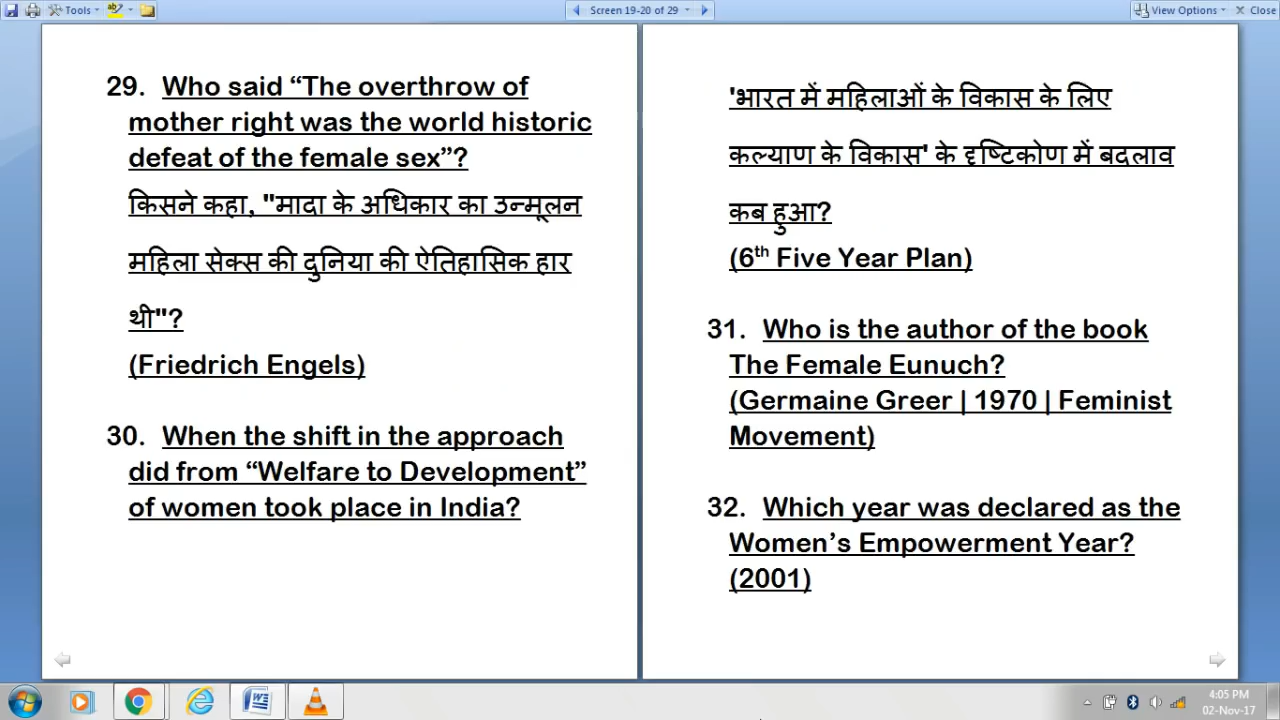 Tools
Screen 19-20 of 29
View Options
Close
29. Who said “The overthrow of
mother right was the world historic
defeat of the female sex”?
किसने कहा, "मादा के अधिकार का उन्मूलन
महिला सेक्स की दुनिया की ऐतिहासिक हार
थी"?
(Friedrich Engels)
30. When the shift in the approach
did from “Welfare to Development”
of women took place in India?
'भारत में महिलाओं के विकास के लिए
कल्याण के विकास' के दृष्टिकोण में बदलाव
कब हुआ?
(6th Five Year Plan)
31. Who is the author of the book
The Female Eunuch?
(Germaine Greer | 1970 | Feminist
Movement)
32. Which year was declared as the
Women’s Empowerment Year?
(2001)
4:05 PM
02-Nov-17